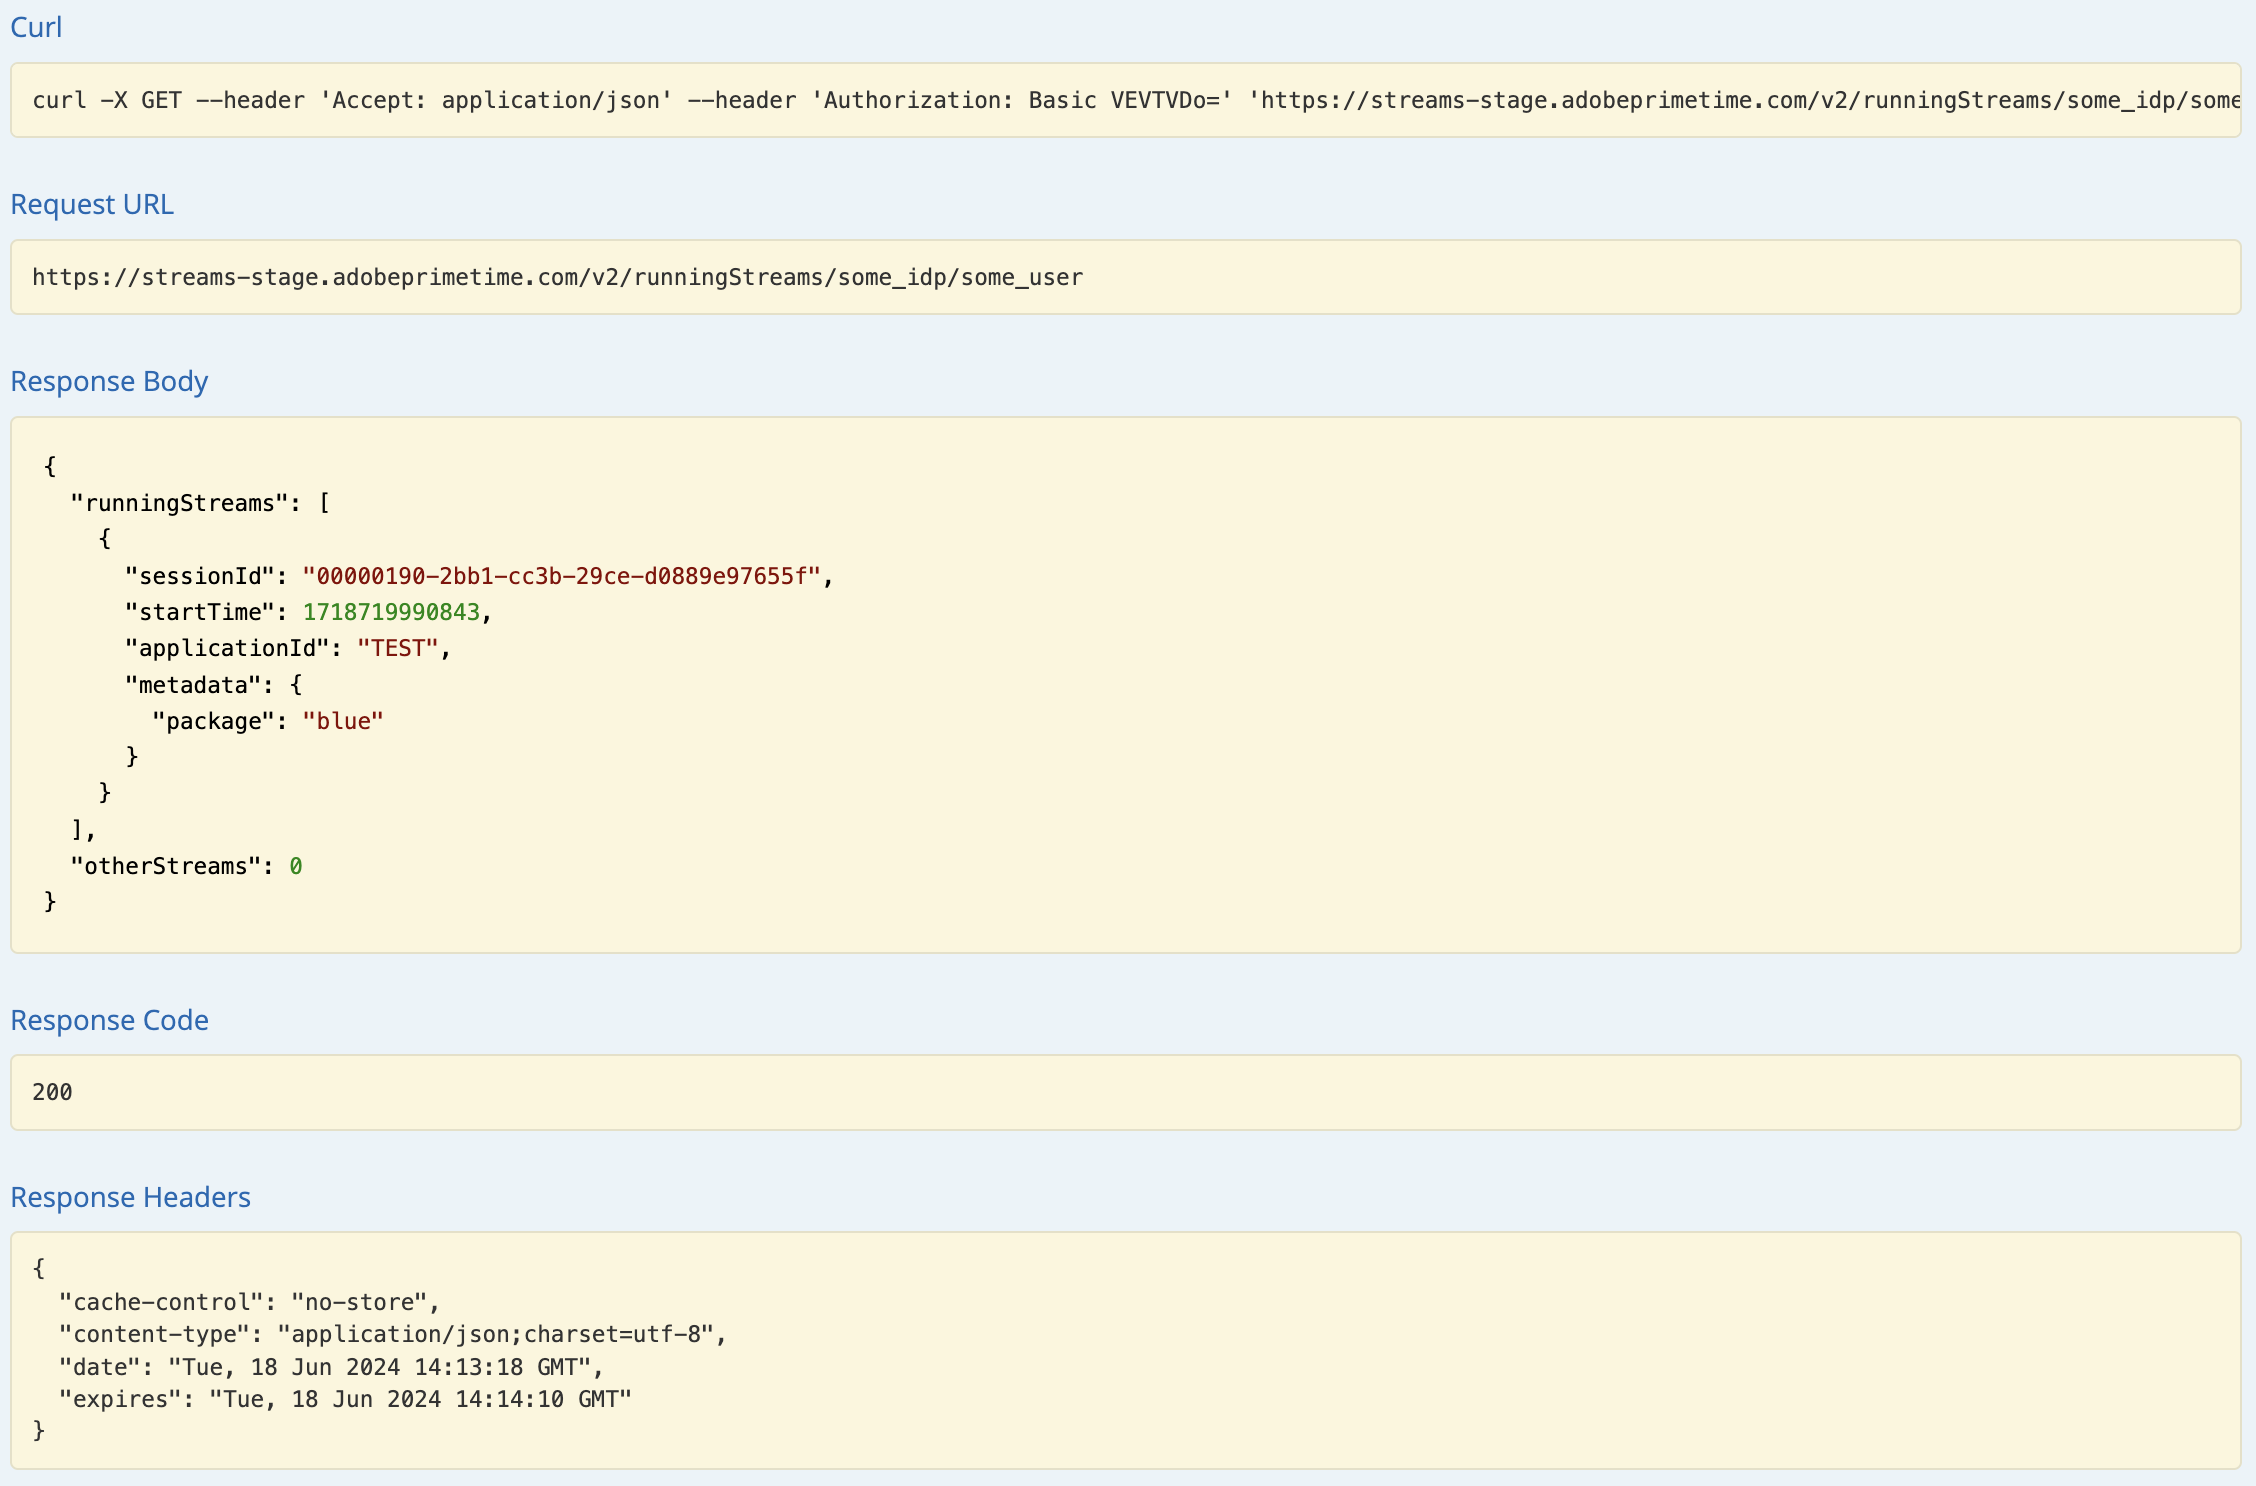 Curl
curl -X GET --header 'Accept: application/json' --header 'Authorization: Basic VEVTVDo=' 'https://streams-stage.adobeprimetime.com/v2/runningStreams/some_idp/some
Request URL
https://streams-stage.adobeprimetime.com/v2/runningStreams/some_idp/some_user
Response Body
{
  "runningStreams": [
    {
      "sessionId": "00000190-2bb1-cc3b-29ce-d0889e97655f",
      "startTime": 1718719990843,
      "applicationId": "TEST",
      "metadata": {
        "package": "blue"
      }
    }
  ],
  "otherStreams": 0
}
Response Code
200
Response Headers
{
  "cache-control": "no-store",
  "content-type": "application/json;charset=utf-8",
  "date": "Tue, 18 Jun 2024 14:13:18 GMT",
  "expires": "Tue, 18 Jun 2024 14:14:10 GMT"
}